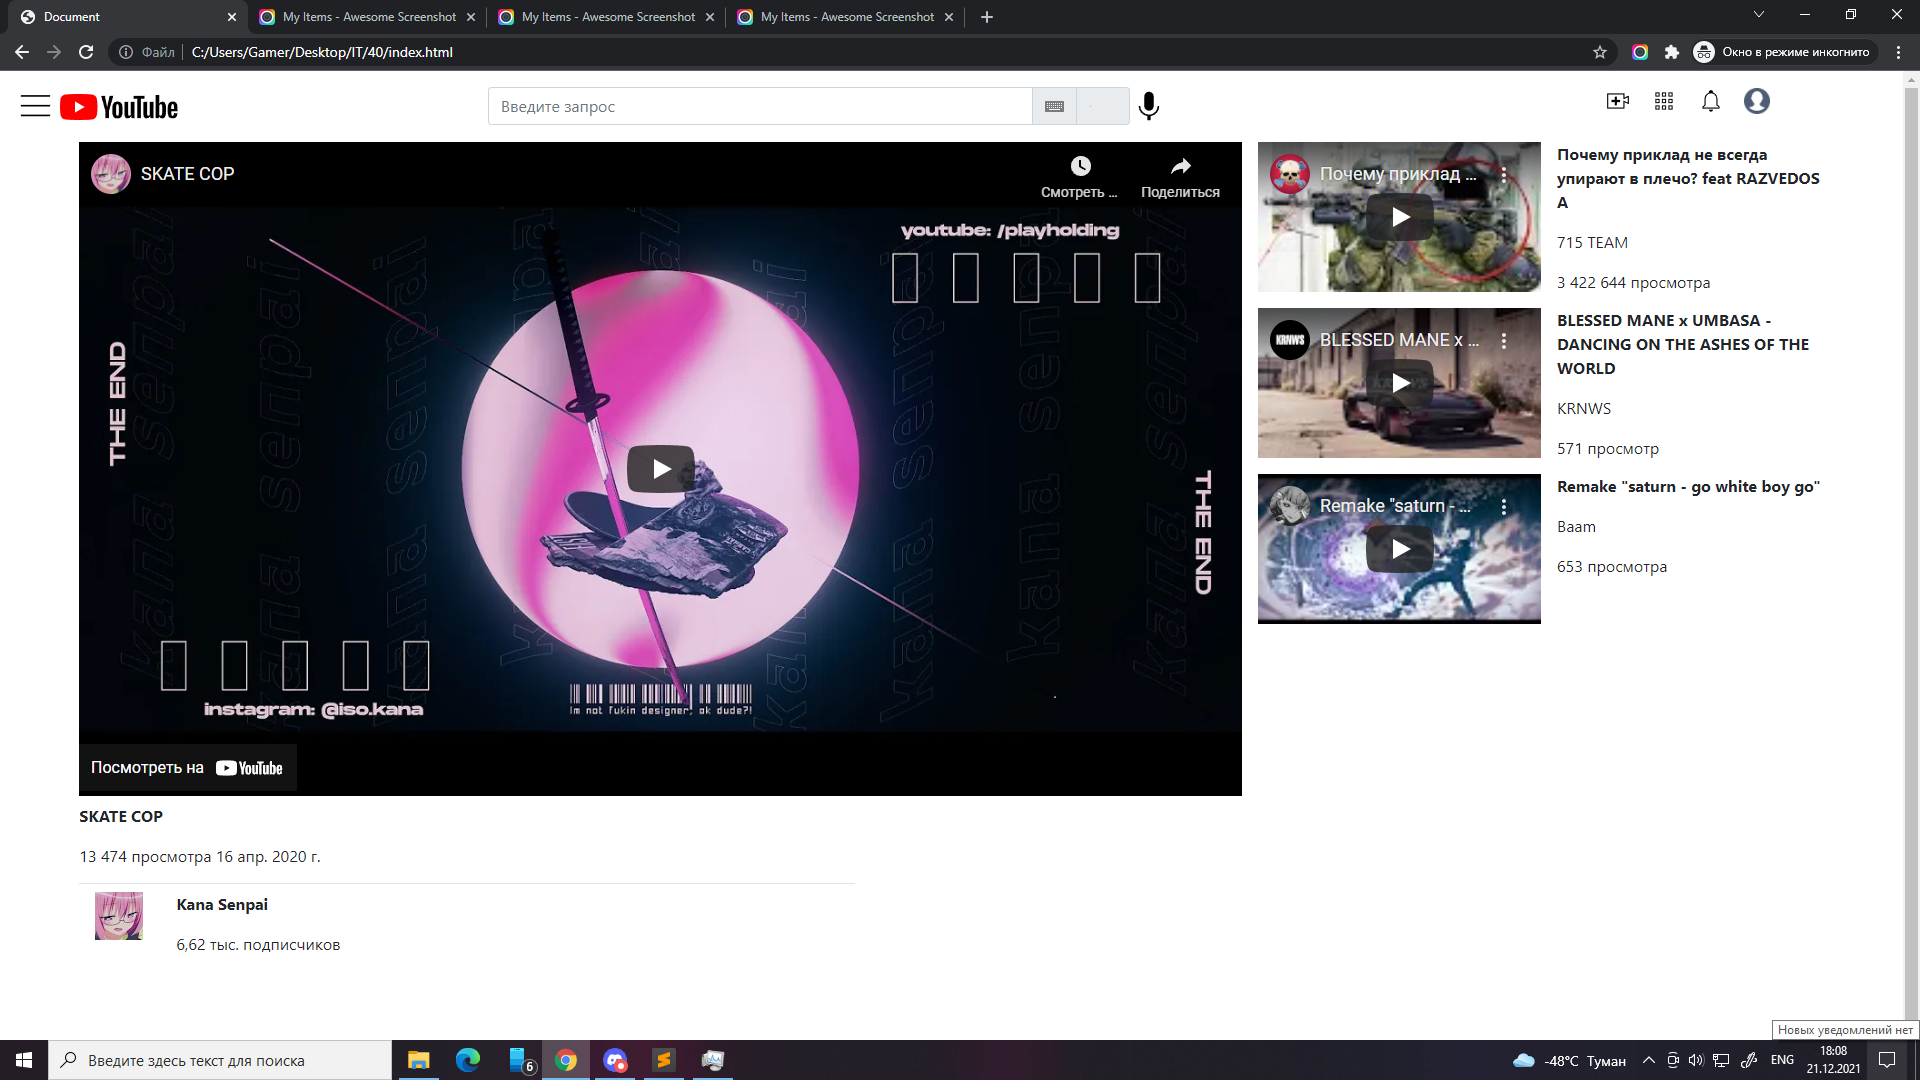 Document
My Items - Awesome Screenshot
My Items - Awesome Screenshot
My Items - Awesome Screenshot
Файл
C:/Users/Gamer/Desktop/IT/40/index.html
Окно в режиме инкогнито
YouTube
Введите запрос
SKATE COP
Смотреть ...
Поделиться
youtube: /playholding
THE END
THE END
kana senpai
instagram: @iso.kana
im not fukin designer, ok dude?!
Посмотреть на YouTube
Почему приклад ...
Почему приклад не всегда
упирают в плечо? feat RAZVEDOS
A
715 TEAM
3 422 644 просмотра
KRNWS
BLESSED MANE x ...
BLESSED MANE x UMBASA -
DANCING ON THE ASHES OF THE
WORLD
KRNWS
571 просмотр
Remake "saturn - ...
Remake "saturn - go white boy go"
Baam
653 просмотра
SKATE COP
13 474 просмотра 16 апр. 2020 г.
Kana Senpai
6,62 тыс. подписчиков
Новых уведомлений нет
Введите здесь текст для поиска
6
-48°C Туман
ENG
18:08
21.12.2021